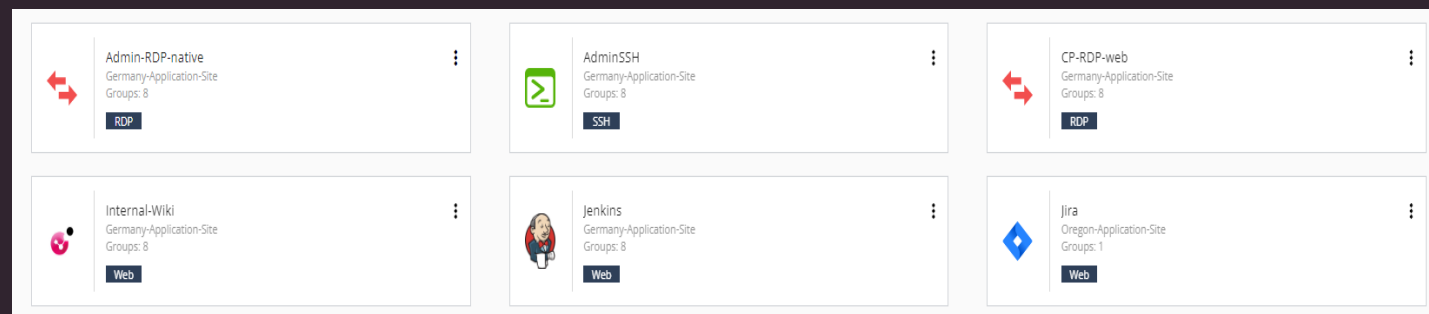 Admin-RDP-native
Germany-Application-Site
Groups: 8
RDP
AdminSSH
Germany-Application-Site
Groups: 8
SSH
CP-RDP-web
Germany-Application-Site
Groups: 8
RDP
Internal-Wiki
Germany-Application-Site
Groups: 8
Web
Jenkins
Germany-Application-Site
Groups: 8
Web
Jira
Oregon-Application-Site
Groups: 1
Web